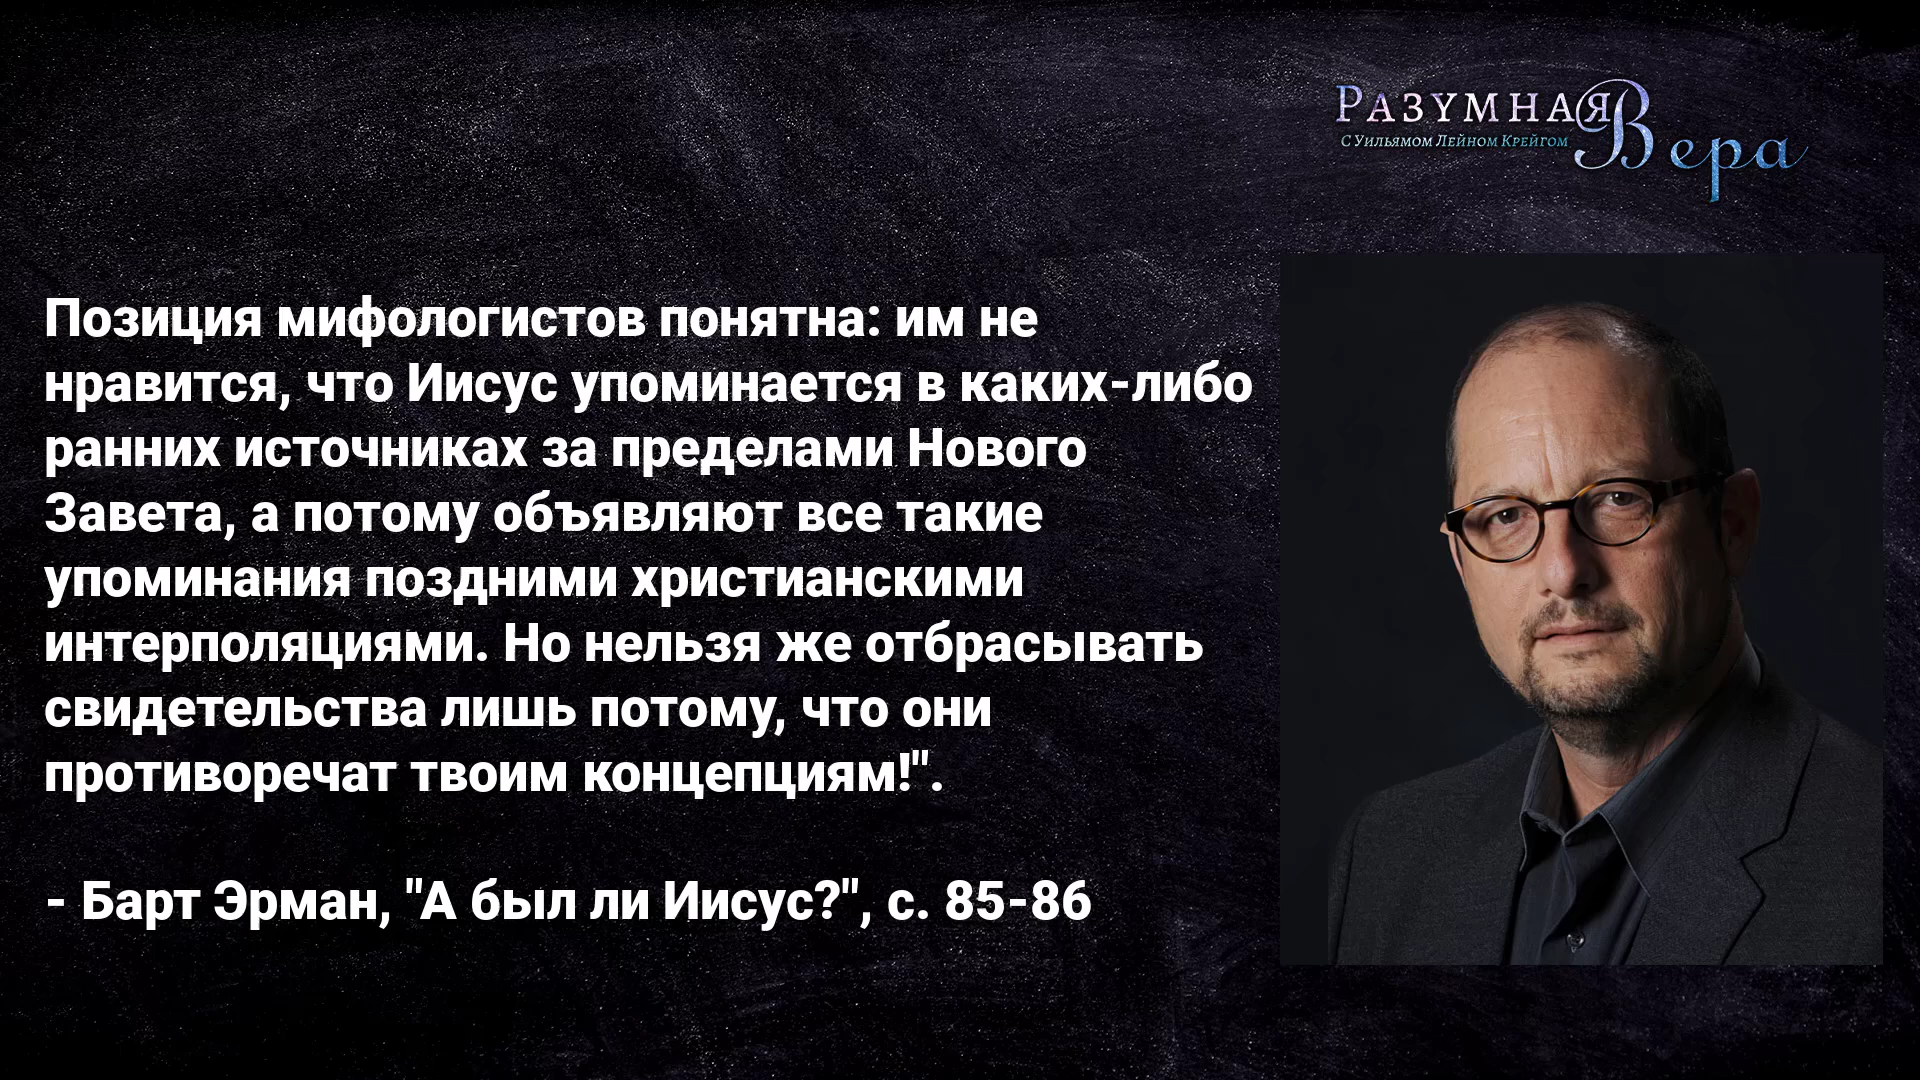 РАЗУМНАЯ
С УИЛЬЯМОМ ЛЕЙНОМ КРЕЙГОМ
Вера
Позиция мифологистов понятна: им не
нравится, что Иисус упоминается в каких-либо
ранних источниках за пределами Нового
Завета, а потому объявляют все такие
упоминания поздними христианскими
интерполяциями. Но нельзя же отбрасывать
свидетельства лишь потому, что они
противоречат твоим концепциям!".
- Барт Эрман, "А был ли Иисус?", с. 85-86